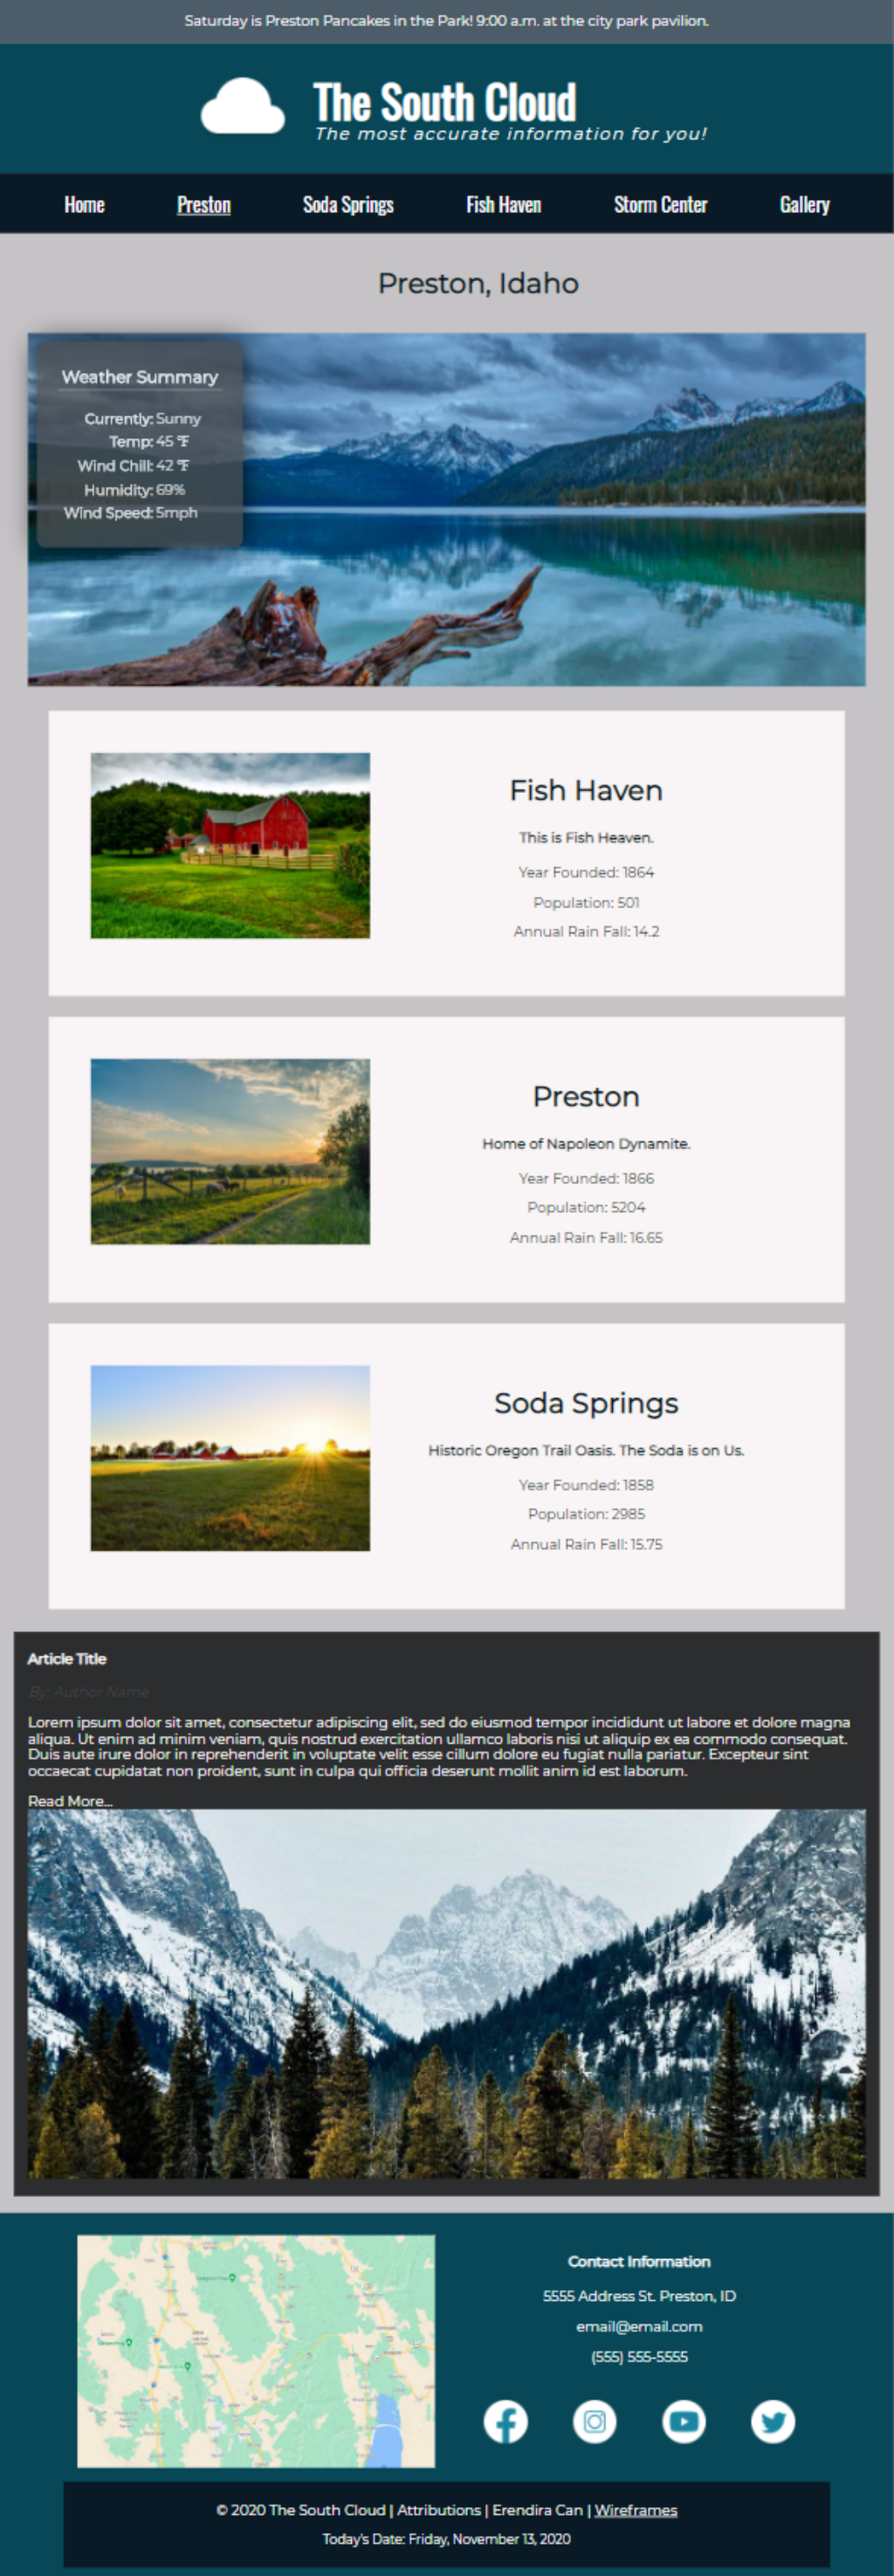 Saturday is Preston Pancakes in the Park! 9:00 a.m. at the city park pavilion.
The South Cloud
The most accurate information for you!
Home Preston Soda Springs Fish Haven Storm Center Gallery
Preston, Idaho
Weather Summary
Currently: Sunny
Temp: 45 °F
Wind Chill: 42 °F
Humidity: 69%
Wind Speed: 5mph
Fish Haven
This is Fish Heaven.
Year Founded: 1864
Population: 501
Annual Rain Fall: 14.2
Preston
Home of Napoleon Dynamite.
Year Founded: 1866
Population: 5204
Annual Rain Fall: 16.65
Soda Springs
Historic Oregon Trail Oasis. The Soda is on Us.
Year Founded: 1858
Population: 2985
Annual Rain Fall: 15.75
Article Title
By: Author Name
Lorem ipsum dolor sit amet, consectetur adipiscing elit, sed do eiusmod tempor incididunt ut labore et dolore magna
aliqua. Ut enim ad minim veniam, quis nostrud exercitation ullamco laboris nisi ut aliquip ex ea commodo consequat.
Duis aute irure dolor in reprehenderit in voluptate velit esse cillum dolore eu fugiat nulla pariatur. Excepteur sint
occaecat cupidatat non proident, sunt in culpa qui officia deserunt mollit anim id est laborum.
Read More...
Contact Information
5555 Address St. Preston, ID
email@email.com
(555) 555-5555
© 2020 The South Cloud | Attributions | Erendira Can | Wireframes
Today's Date: Friday, November 13, 2020